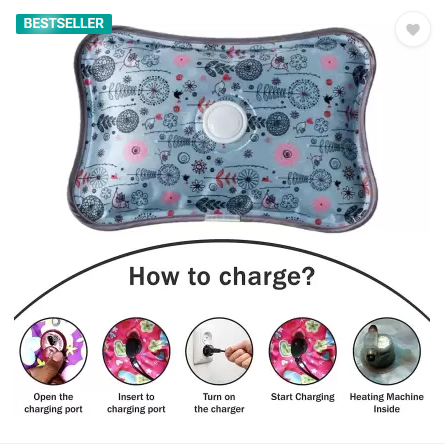 BESTSELLER
How to charge?
Open the
charging port
Insert to
charging port
Turn on
the charger
Start Charging
Heating Machine
Inside